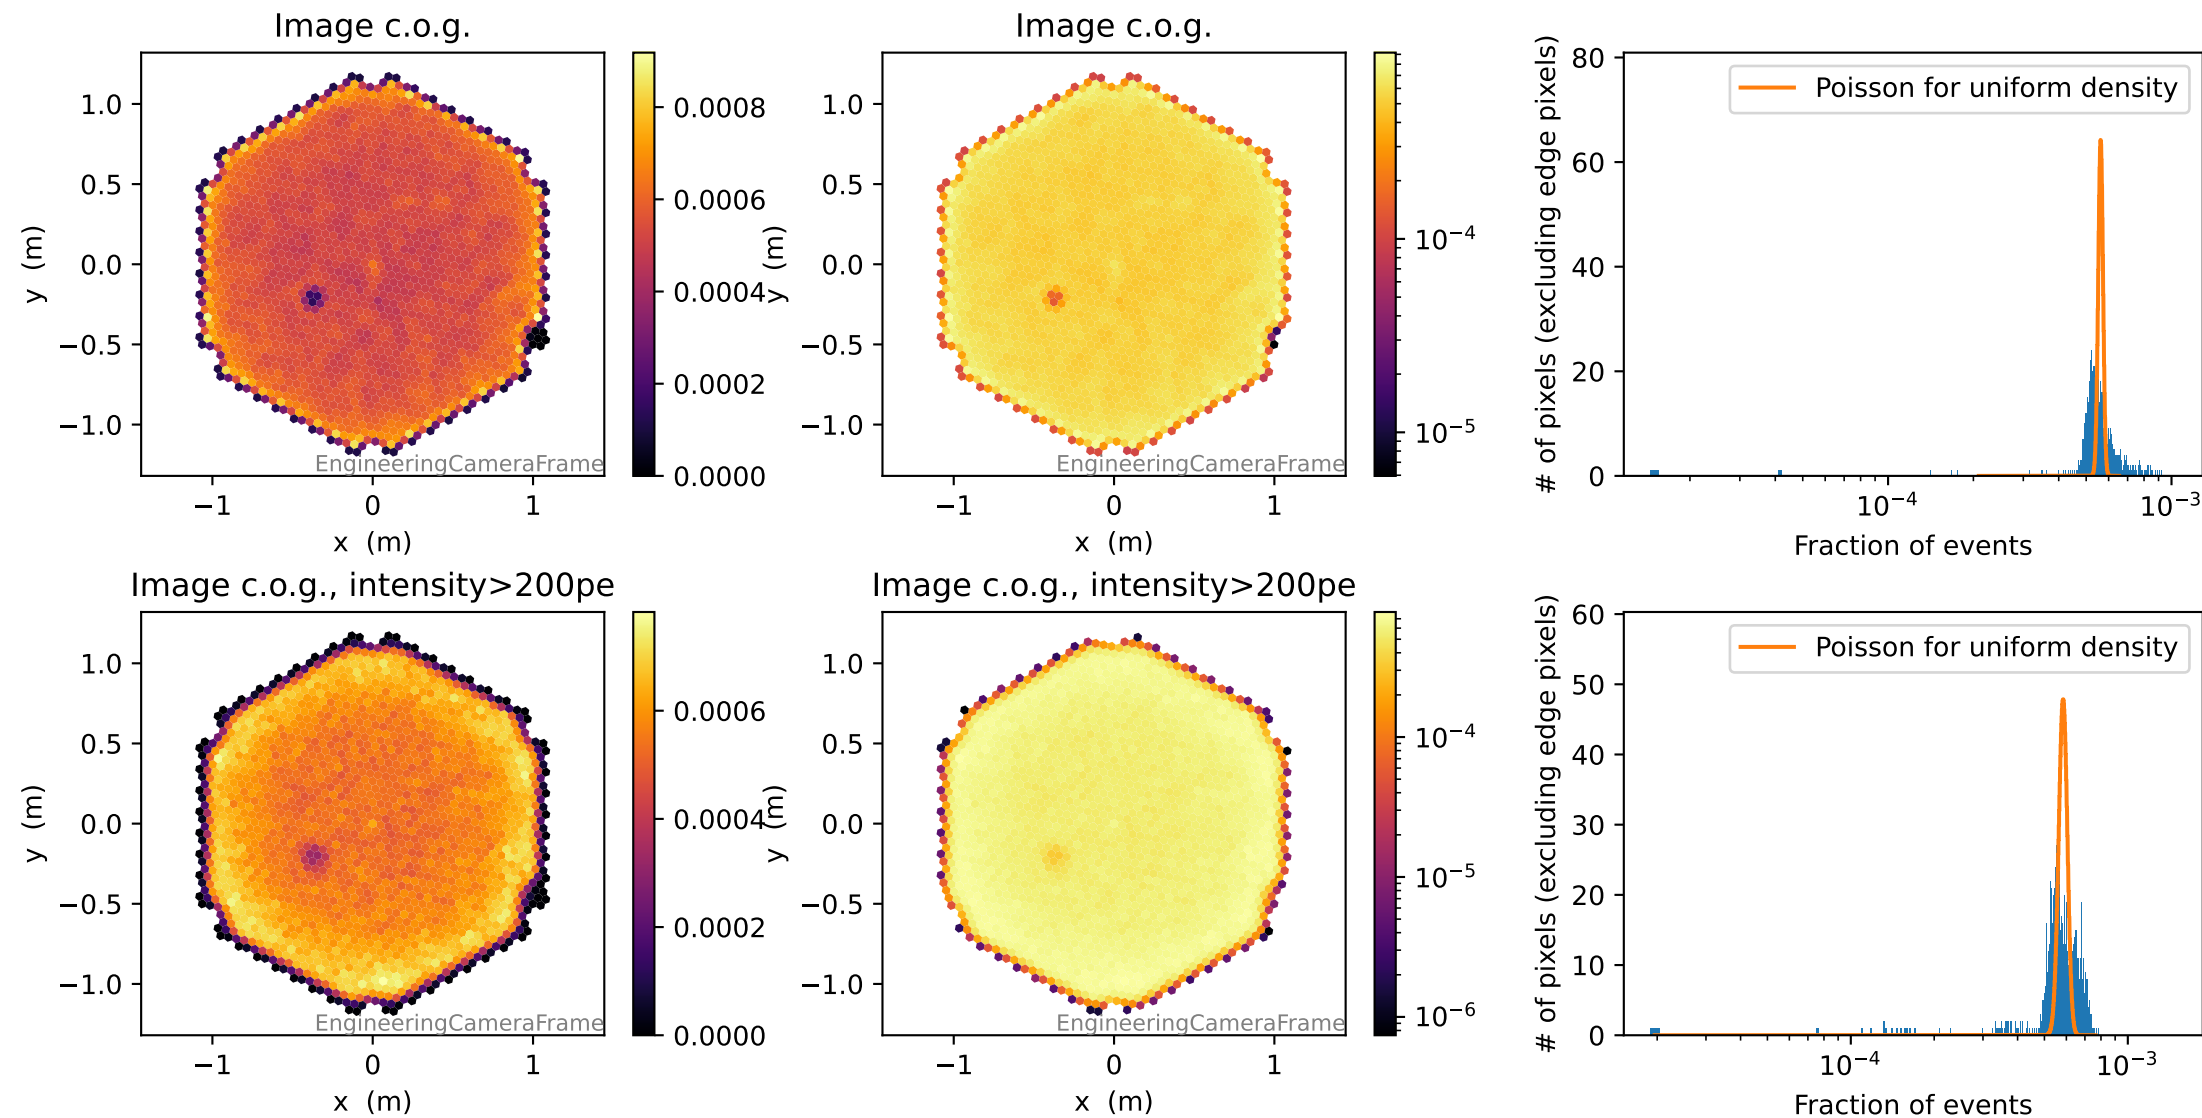 Image c.o.g.
1.0
0.5
0.0
−0.5
−1.0
y (m)
−1
0
1
x (m)
EngineeringCameraFrame
0.0008
0.0006
0.0004
0.0002
0.0000
Image c.o.g.
1.0
0.5
0.0
−0.5
−1.0
y (m)
−1
0
1
x (m)
EngineeringCameraFrame
10⁻⁴
10⁻⁵
80
60
40
20
0
# of pixels (excluding edge pixels)
Poisson for uniform density
10⁻⁴
10⁻³
Fraction of events
Image c.o.g., intensity>200pe
1.0
0.5
0.0
−0.5
−1.0
y (m)
−1
0
1
x (m)
EngineeringCameraFrame
0.0006
0.0004
0.0002
0.0000
Image c.o.g., intensity>200pe
1.0
0.5
0.0
−0.5
−1.0
y (m)
−1
0
1
x (m)
EngineeringCameraFrame
10⁻⁴
10⁻⁵
10⁻⁶
60
50
40
30
20
10
0
# of pixels (excluding edge pixels)
Poisson for uniform density
10⁻⁴
10⁻³
Fraction of events